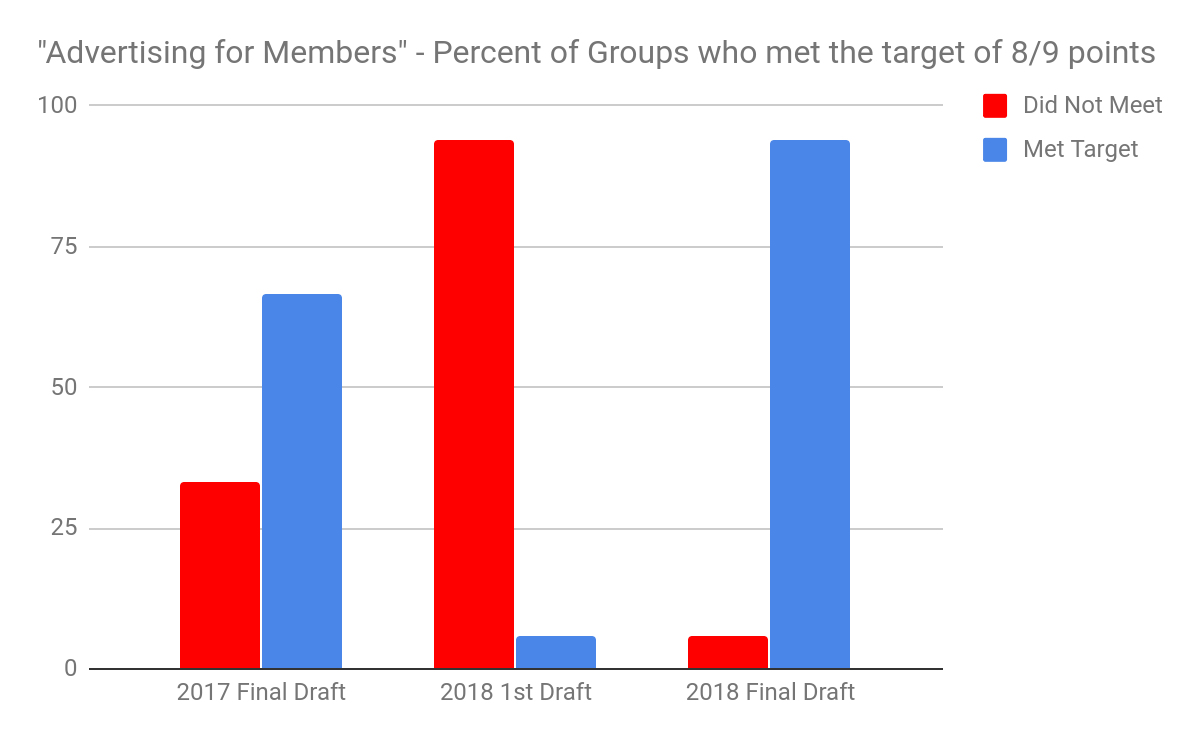 "Advertising for Members" - Percent of Groups who met the target of 8/9 points
Did Not Meet
Met Target
100
75
50
25
0
2017 Final Draft
2018 1st Draft
2018 Final Draft